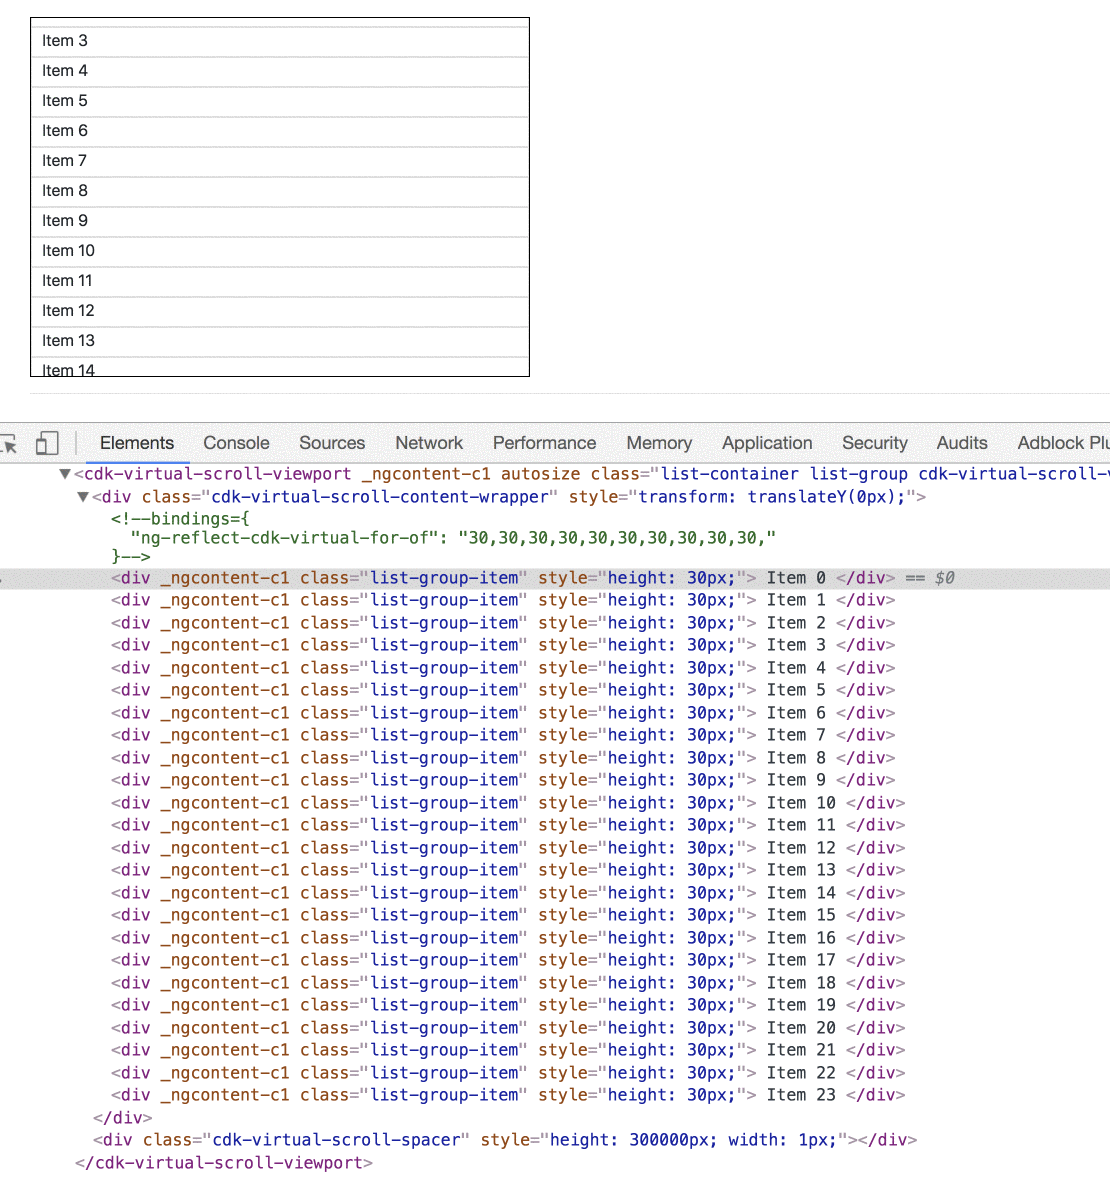 Item 3
Item 4
Item 5
Item 6
Item 7
Item 8
Item 9
Item 10
Item 11
Item 12
Item 13
Item 14
Elements Console Sources Network Performance Memory Application Security Audits Adblock Plu
▼<cdk-virtual-scroll-viewport _ngcontent-c1 autosize class="list-container list-group cdk-virtual-scroll-v
▼<div class="cdk-virtual-scroll-content-wrapper" style="transform: translateY(0px);">
<!--bindings={
"ng-reflect-cdk-virtual-for-of": "30,30,30,30,30,30,30,30,30,30,"
}-->
<div _ngcontent-c1 class="list-group-item" style="height: 30px;"> Item 0 </div> == $0
<div _ngcontent-c1 class="list-group-item" style="height: 30px;"> Item 1 </div>
<div _ngcontent-c1 class="list-group-item" style="height: 30px;"> Item 2 </div>
<div _ngcontent-c1 class="list-group-item" style="height: 30px;"> Item 3 </div>
<div _ngcontent-c1 class="list-group-item" style="height: 30px;"> Item 4 </div>
<div _ngcontent-c1 class="list-group-item" style="height: 30px;"> Item 5 </div>
<div _ngcontent-c1 class="list-group-item" style="height: 30px;"> Item 6 </div>
<div _ngcontent-c1 class="list-group-item" style="height: 30px;"> Item 7 </div>
<div _ngcontent-c1 class="list-group-item" style="height: 30px;"> Item 8 </div>
<div _ngcontent-c1 class="list-group-item" style="height: 30px;"> Item 9 </div>
<div _ngcontent-c1 class="list-group-item" style="height: 30px;"> Item 10 </div>
<div _ngcontent-c1 class="list-group-item" style="height: 30px;"> Item 11 </div>
<div _ngcontent-c1 class="list-group-item" style="height: 30px;"> Item 12 </div>
<div _ngcontent-c1 class="list-group-item" style="height: 30px;"> Item 13 </div>
<div _ngcontent-c1 class="list-group-item" style="height: 30px;"> Item 14 </div>
<div _ngcontent-c1 class="list-group-item" style="height: 30px;"> Item 15 </div>
<div _ngcontent-c1 class="list-group-item" style="height: 30px;"> Item 16 </div>
<div _ngcontent-c1 class="list-group-item" style="height: 30px;"> Item 17 </div>
<div _ngcontent-c1 class="list-group-item" style="height: 30px;"> Item 18 </div>
<div _ngcontent-c1 class="list-group-item" style="height: 30px;"> Item 19 </div>
<div _ngcontent-c1 class="list-group-item" style="height: 30px;"> Item 20 </div>
<div _ngcontent-c1 class="list-group-item" style="height: 30px;"> Item 21 </div>
<div _ngcontent-c1 class="list-group-item" style="height: 30px;"> Item 22 </div>
<div _ngcontent-c1 class="list-group-item" style="height: 30px;"> Item 23 </div>
</div>
<div class="cdk-virtual-scroll-spacer" style="height: 300000px; width: 1px;"></div>
</cdk-virtual-scroll-viewport>